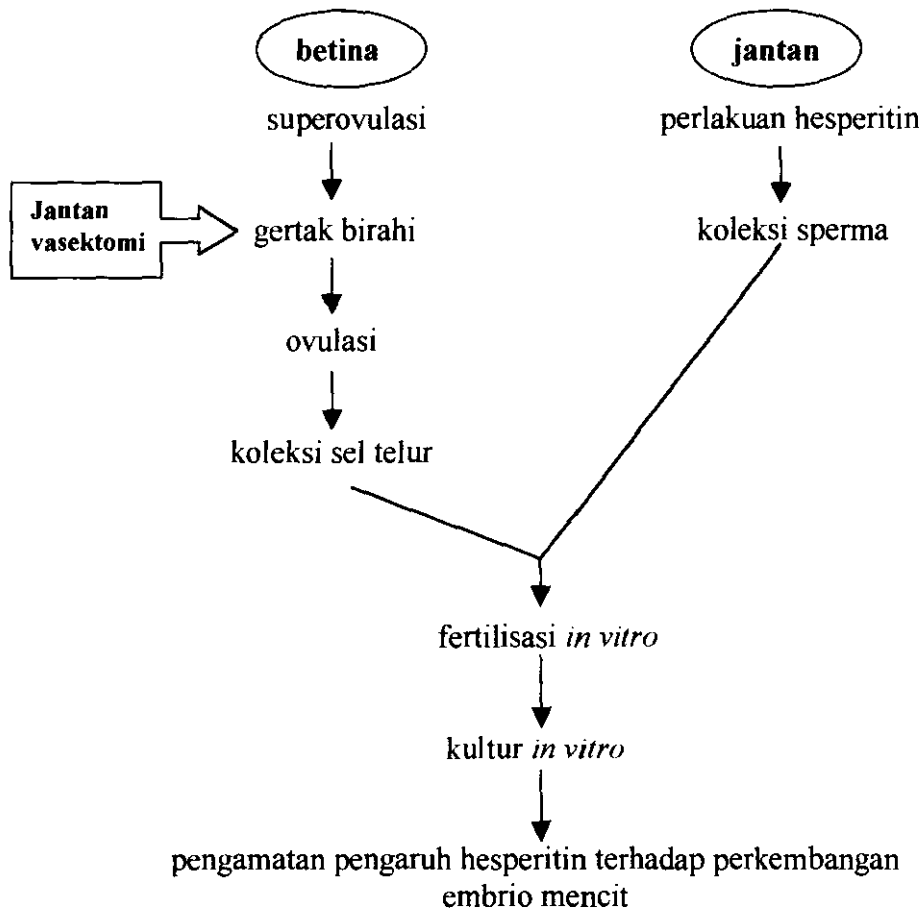 betina
jantan
superovulasi
perlakuan hesperitin
Jantan
vasektomi
gertak birahi
koleksi sperma
ovulasi
koleksi sel telur
fertilisasi in vitro
kultur in vitro
pengamatan pengaruh hesperitin terhadap perkembangan
embrio mencit